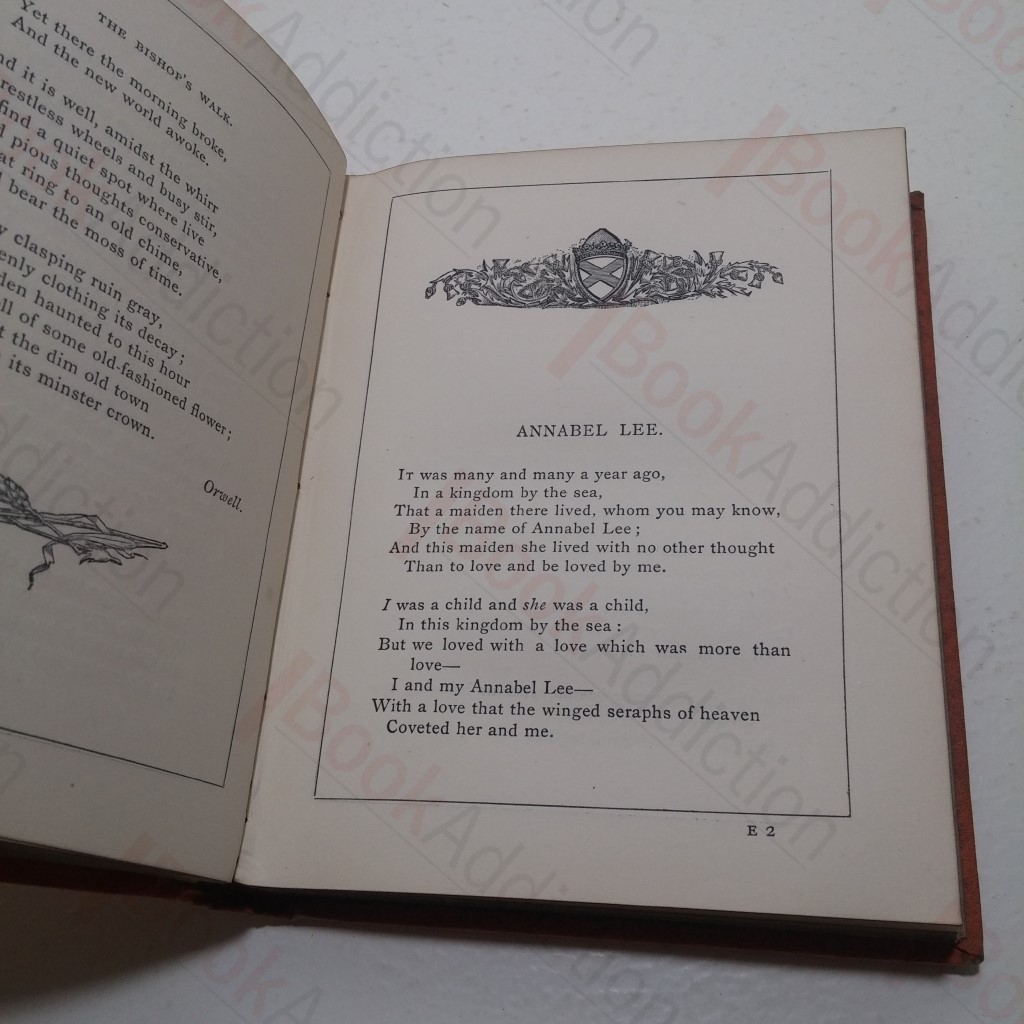 THE BISHOP'S WALK.
Yet there the morning broke,
And the new world awoke.
it is well, amidst the whirr
restless wheels and busy stir,
find a quiet spot where live
pious thoughts conservative,
ring to an old chime,
bear the moss of time.
clasping ruin gray,
clothing its decay;
haunted to this hour
of some old-fashioned flower;
the dim old town
its minster crown.
Orwell.
ANNABEL LEE.
IT was many and many a year ago,
In a kingdom by the sea,
That a maiden there lived, whom you may know,
By the name of Annabel Lee;
And this maiden she lived with no other thought
Than to love and be loved by me.
I was a child and she was a child,
In this kingdom by the sea:
But we loved with a love which was more than
love—
I and my Annabel Lee—
With a love that the winged seraphs of heaven
Coveted her and me.
E 2
BookAddiction